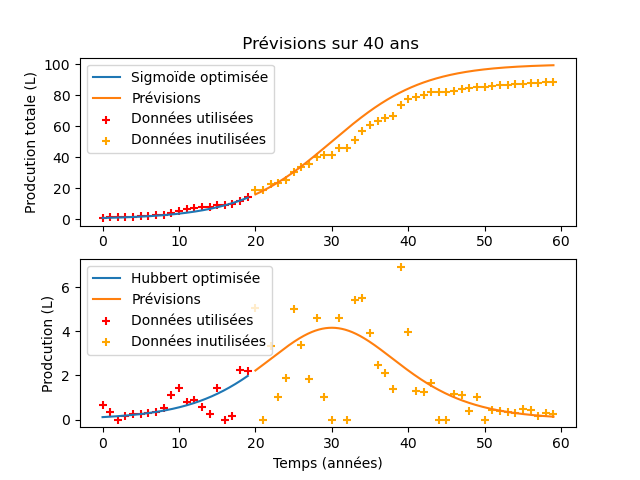 Prévisions sur 40 ans
Prodcution totale (L)
100
80
60
40
20
0
Sigmoïde optimisée
Prévisions
Données utilisées
Données inutilisées
0 10 20 30 40 50 60
Prodcution (L)
6
4
2
0
Hubbert optimisée
Prévisions
Données utilisées
Données inutilisées
0 10 20 30 40 50 60
Temps (années)